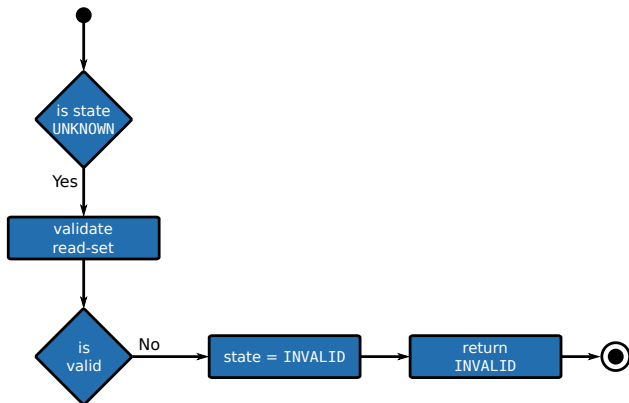 is state
UNKNOWN
Yes
validate
read-set
is
valid
No
state = INVALID
return
INVALID